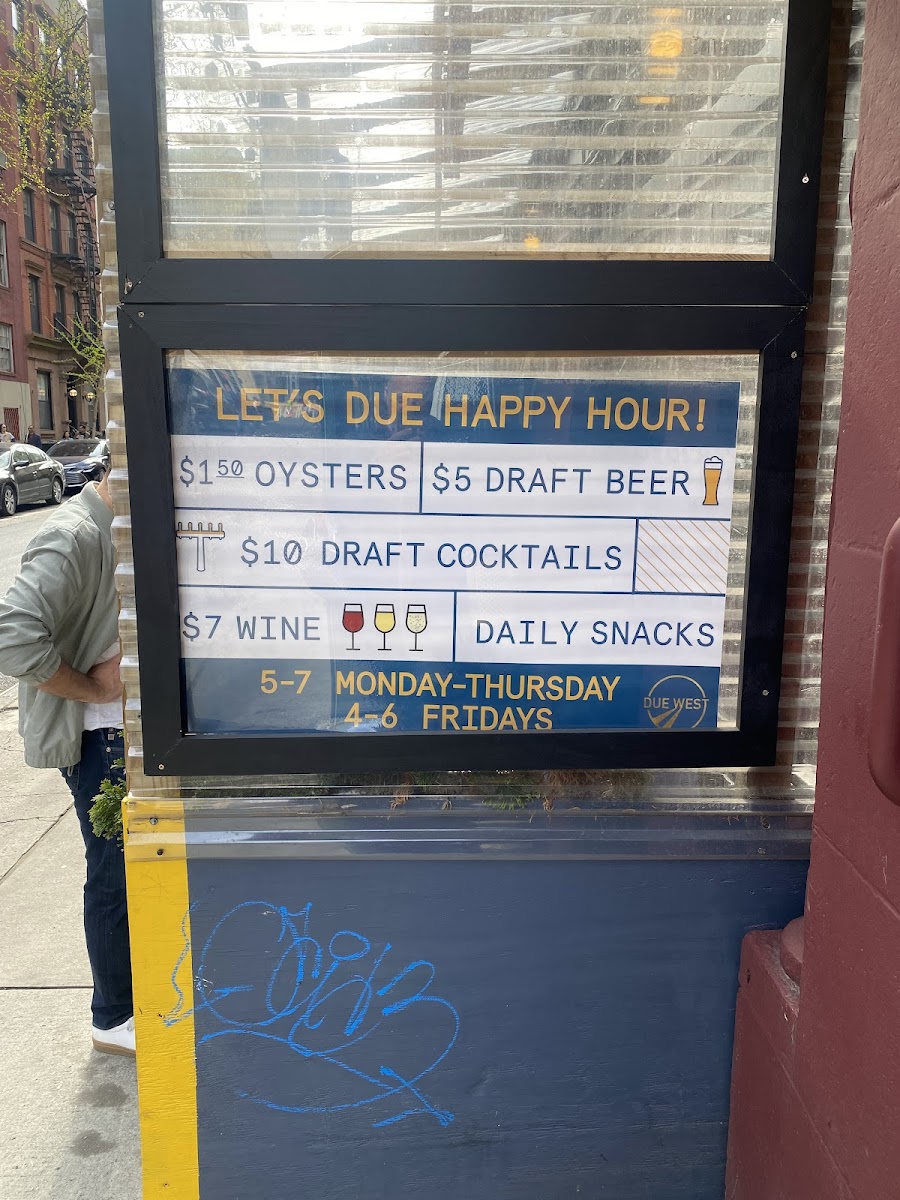 LET'S DUE HAPPY HOUR!
$1 50 OYSTERS
$5 DRAFT BEER
$10 DRAFT COCKTAILS
$7 WINE
DAILY SNACKS
5-7 MONDAY-THURSDAY
4-6 FRIDAYS
DUE WEST